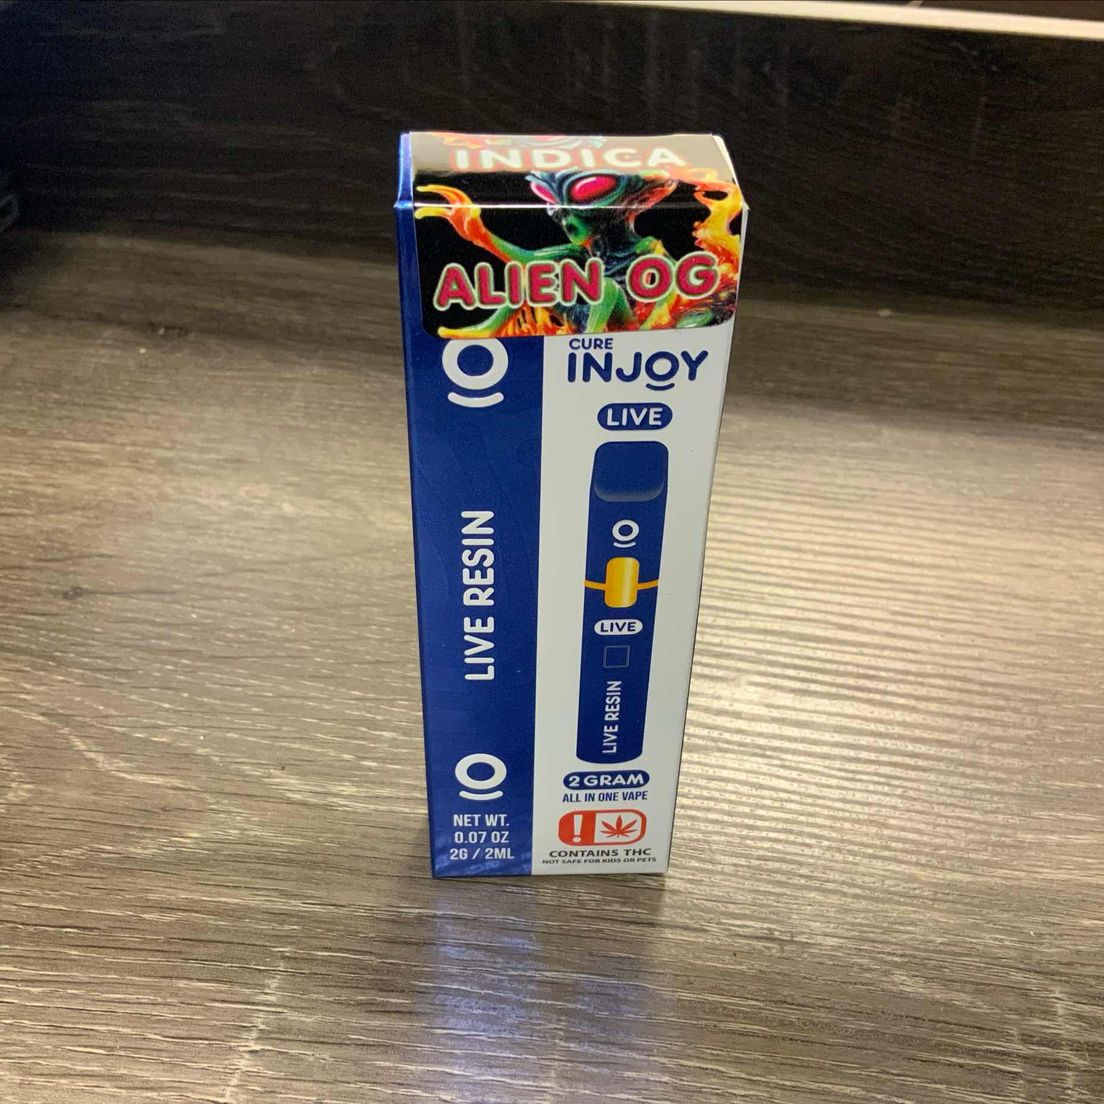 INDICA
ALIEN OG
CURE
INJOY
LIVE
LIVE
LIVE RESIN
2 GRAM
ALL IN ONE VAPE
!
CONTAINS THC
NOT SAFE FOR KIDS OR PETS
LIVE RESIN
NET WT.
0.07 OZ
2G / 2ML